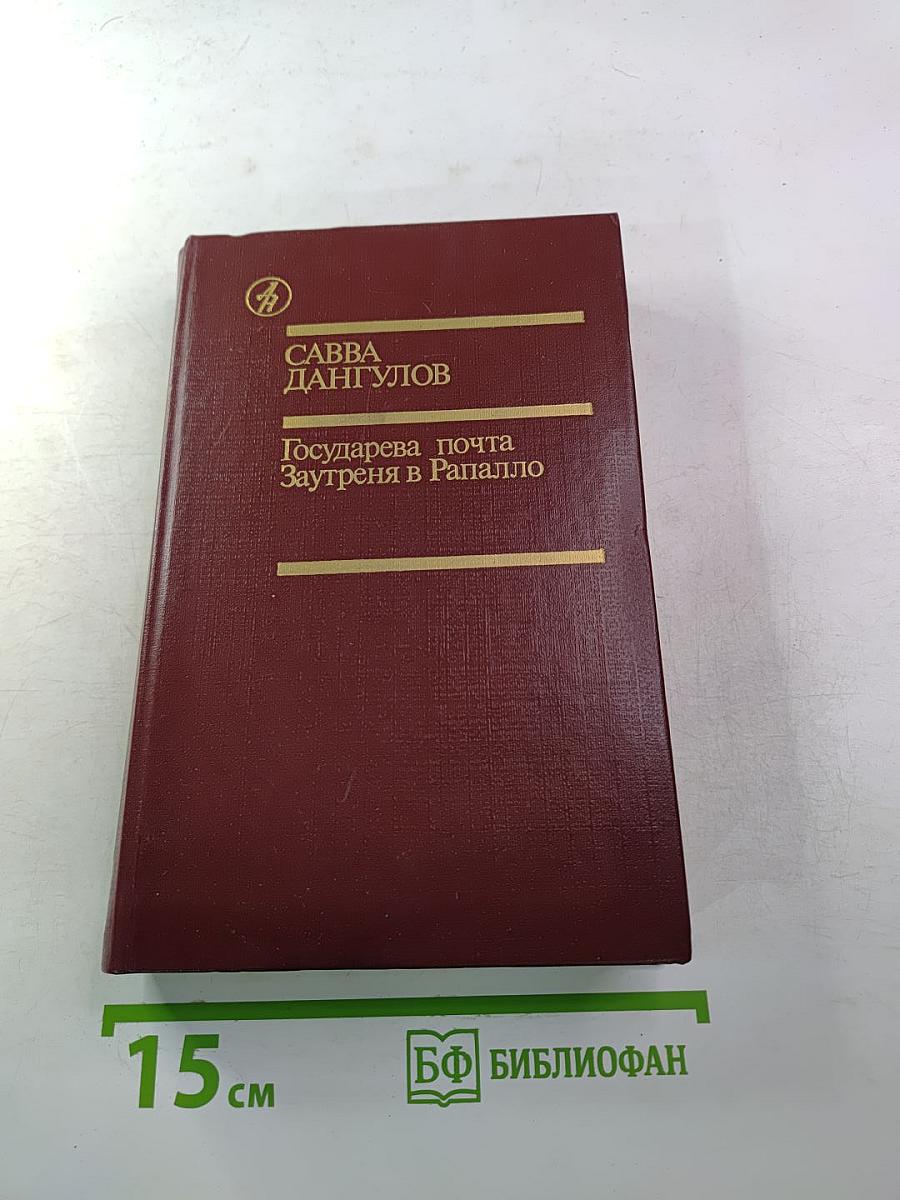 САВВА
ДАНГУЛОВ
Государева почта
Заутреня в Рапалло
15 см
БФ БИБЛИОФАН